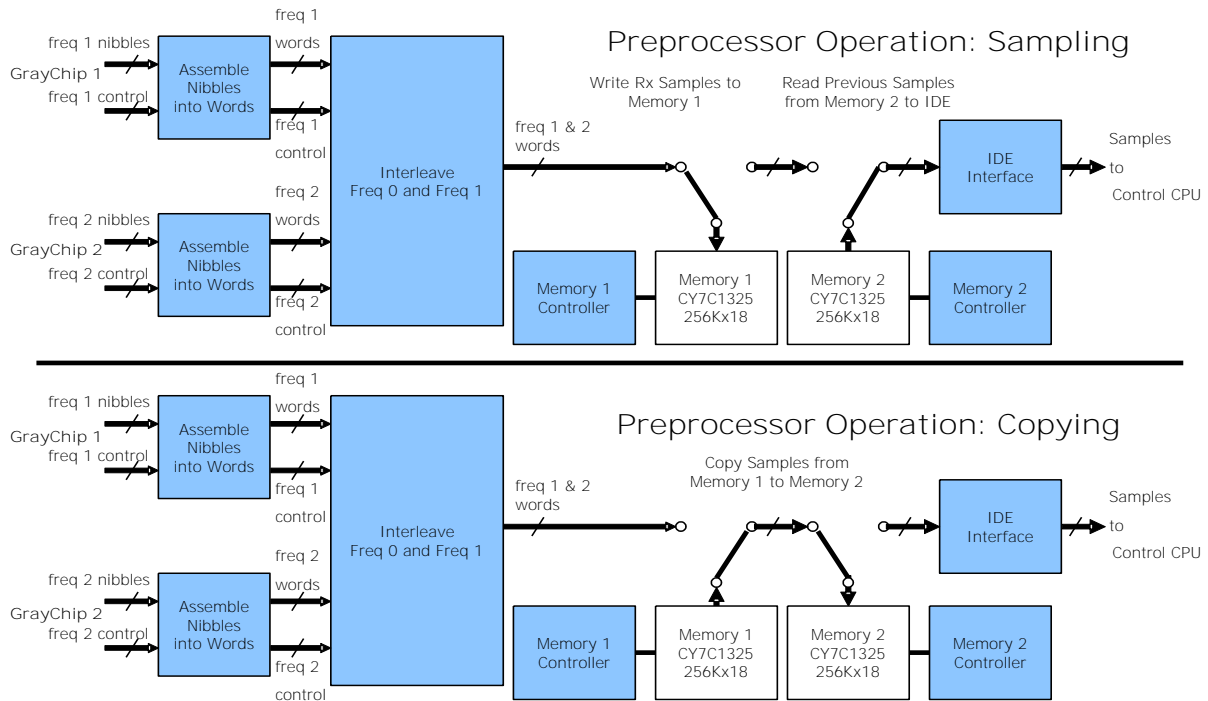 Preprocessor Operation: Sampling
freq 1 nibbles
GrayChip 1
freq 1 control
Assemble
Nibbles
into Words
freq 1
words
freq 1
control
freq 2 nibbles
GrayChip 2
freq 2 control
Assemble
Nibbles
into Words
freq 2
words
freq 2
control
Interleave
Freq 0 and Freq 1
freq 1 & 2
words
Write Rx Samples to
Memory 1
Read Previous Samples
from Memory 2 to IDE
Memory 1
Controller
Memory 1
CY7C1325
256Kx18
Memory 2
CY7C1325
256Kx18
Memory 2
Controller
IDE
Interface
Samples
to
Control CPU
Preprocessor Operation: Copying
freq 1 nibbles
GrayChip 1
freq 1 control
Assemble
Nibbles
into Words
freq 1
words
freq 1
control
freq 2 nibbles
GrayChip 2
freq 2 control
Assemble
Nibbles
into Words
freq 2
words
freq 2
control
Interleave
Freq 0 and Freq 1
freq 1 & 2
words
Copy Samples from
Memory 1 to Memory 2
Memory 1
Controller
Memory 1
CY7C1325
256Kx18
Memory 2
CY7C1325
256Kx18
Memory 2
Controller
IDE
Interface
Samples
to
Control CPU